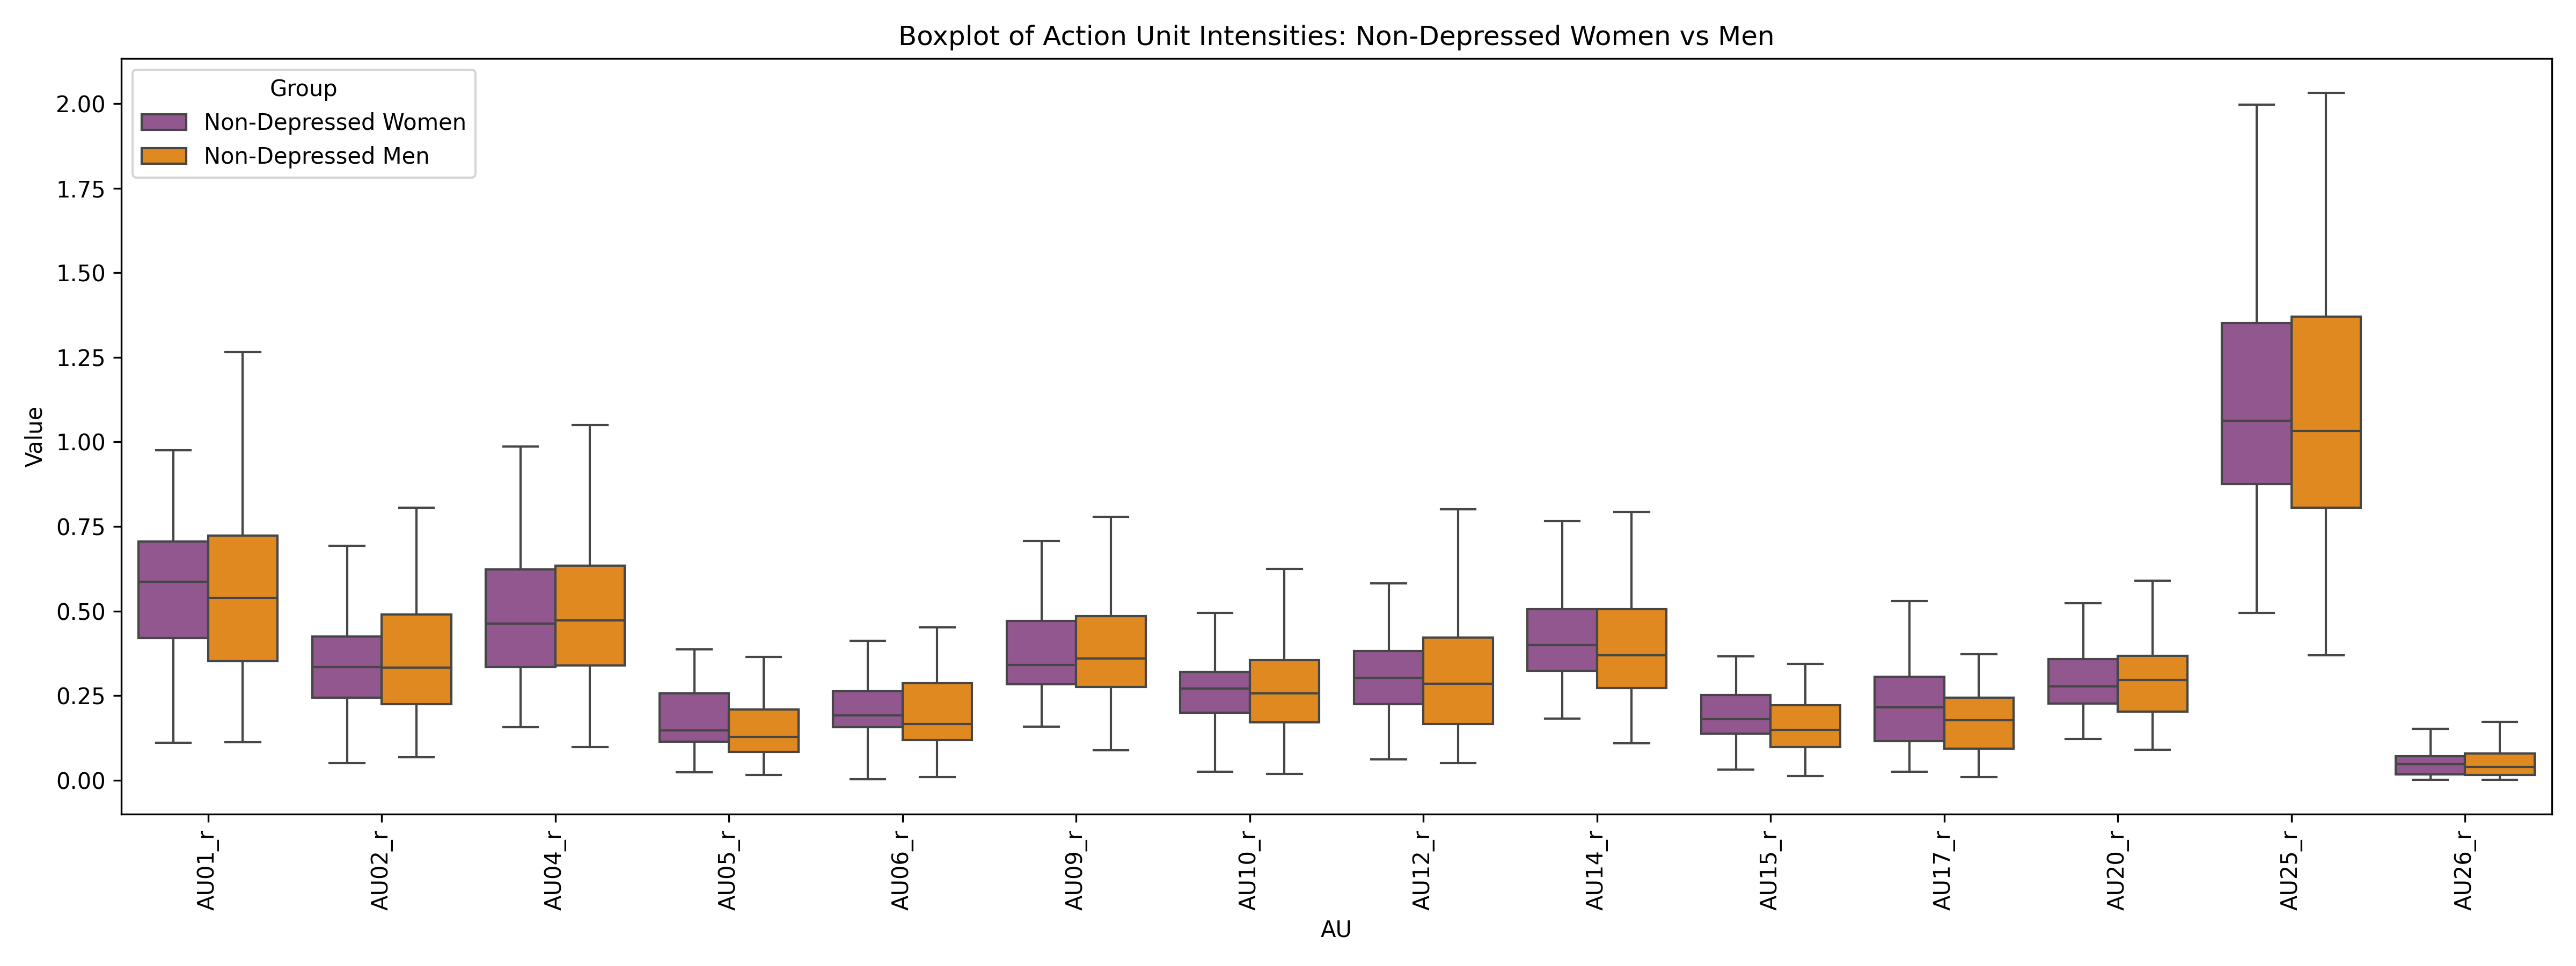 Boxplot of Action Unit Intensities: Non-Depressed Women vs Men
Group
Non-Depressed Women
Non-Depressed Men
Value
2.00
1.75
1.50
1.25
1.00
0.75
0.50
0.25
0.00
AU01_r
AU02_r
AU04_r
AU05_r
AU06_r
AU09_r
AU10_r
AU12_r
AU14_r
AU15_r
AU17_r
AU20_r
AU25_r
AU26_r
AU